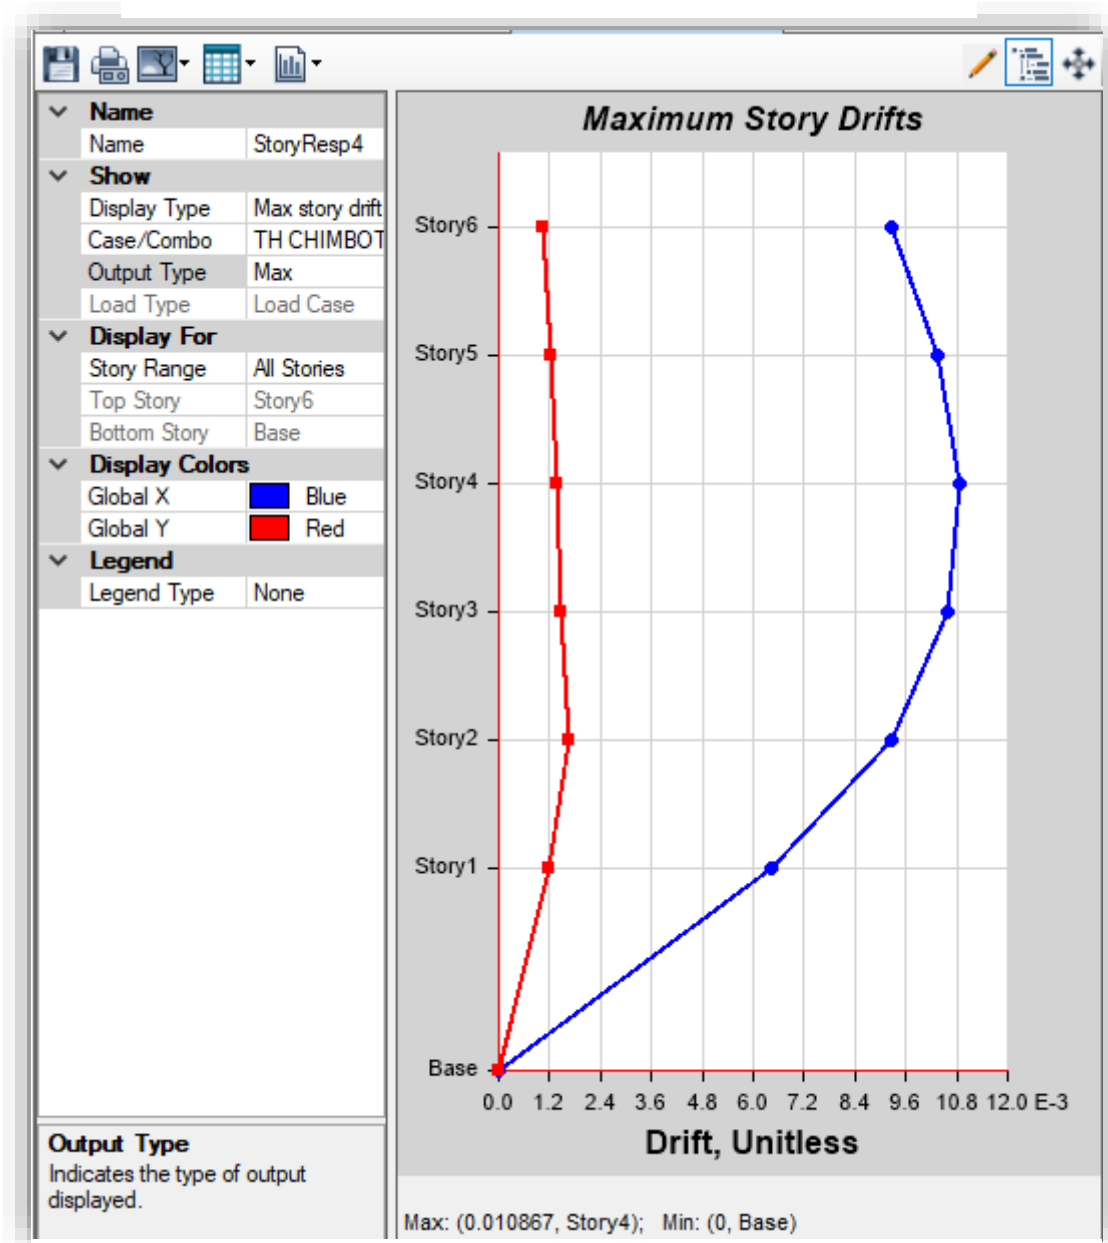 Name
Name StoryResp4
Show
Display Type Max story drift
Case/Combo TH CHIMBOT
Output Type Max
Load Type Load Case
Display For
Story Range All Stories
Top Story Story6
Bottom Story Base
Display Colors
Global X Blue
Global Y Red
Legend
Legend Type None
Output Type
Indicates the type of output
displayed.
Maximum Story Drifts
Story6
Story5
Story4
Story3
Story2
Story1
Base
0.0 1.2 2.4 3.6 4.8 6.0 7.2 8.4 9.6 10.8 12.0 E-3
Drift, Unitless
Max: (0.010867, Story4); Min: (0, Base)